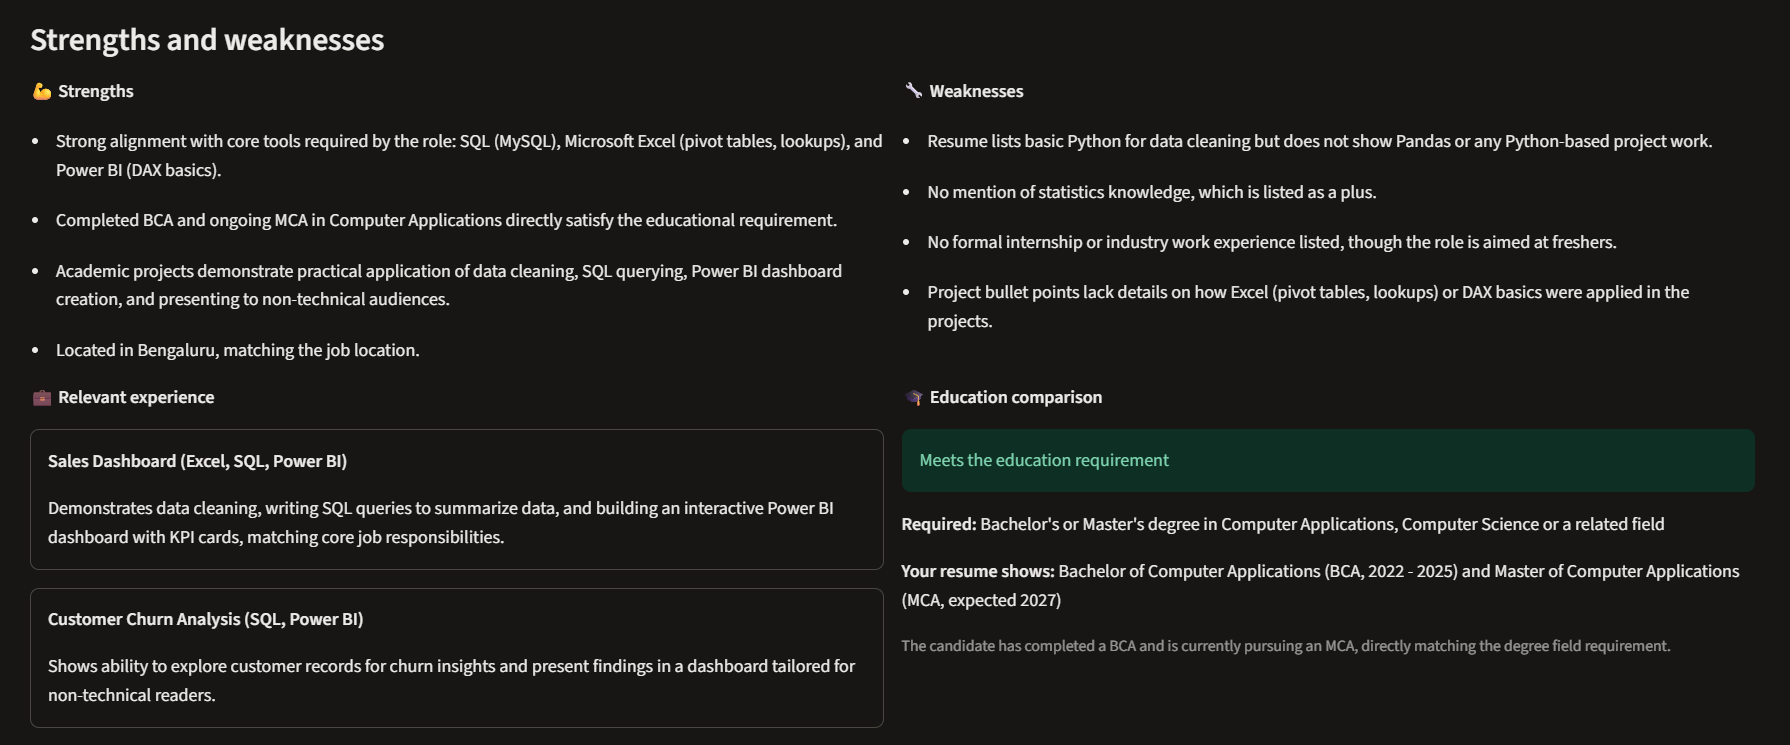 Strengths and weaknesses
💪 Strengths
• Strong alignment with core tools required by the role: SQL (MySQL), Microsoft Excel (pivot tables, lookups), and
Power BI (DAX basics).
• Completed BCA and ongoing MCA in Computer Applications directly satisfy the educational requirement.
• Academic projects demonstrate practical application of data cleaning, SQL querying, Power BI dashboard
creation, and presenting to non-technical audiences.
• Located in Bengaluru, matching the job location.
🔧 Weaknesses
• Resume lists basic Python for data cleaning but does not show Pandas or any Python-based project work.
• No mention of statistics knowledge, which is listed as a plus.
• No formal internship or industry work experience listed, though the role is aimed at freshers.
• Project bullet points lack details on how Excel (pivot tables, lookups) or DAX basics were applied in the
projects.
💼 Relevant experience
Sales Dashboard (Excel, SQL, Power BI)
Demonstrates data cleaning, writing SQL queries to summarize data, and building an interactive Power BI
dashboard with KPI cards, matching core job responsibilities.
Customer Churn Analysis (SQL, Power BI)
Shows ability to explore customer records for churn insights and present findings in a dashboard tailored for
non-technical readers.
🎓 Education comparison
Meets the education requirement
Required: Bachelor's or Master's degree in Computer Applications, Computer Science or a related field
Your resume shows: Bachelor of Computer Applications (BCA, 2022 - 2025) and Master of Computer Applications
(MCA, expected 2027)
The candidate has completed a BCA and is currently pursuing an MCA, directly matching the degree field requirement.